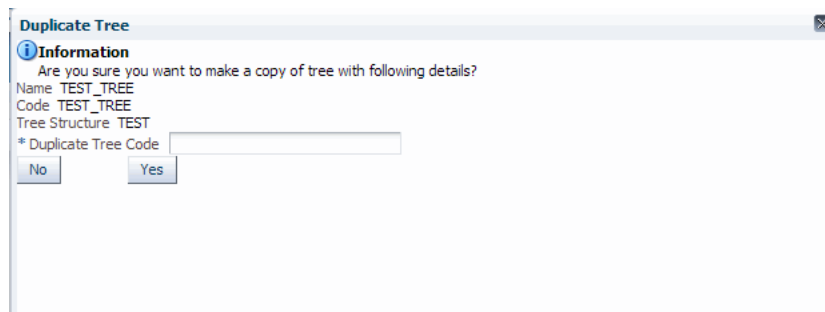 Duplicate Tree
Information
Are you sure you want to make a copy of tree with following details?
Name TEST_TREE
Code TEST_TREE
Tree Structure TEST
* Duplicate Tree Code
No Yes